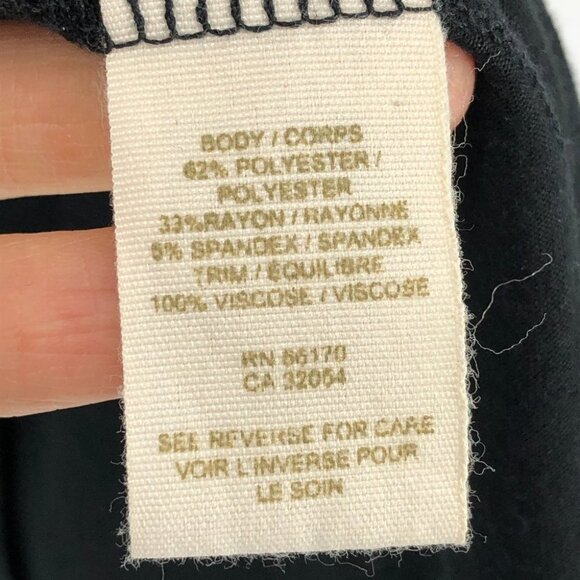 BODY / CORPS
62% POLYESTER /
POLYESTER
33%RAYON / RAYONNE
5% SPANDEX / SPANDEX
TRIM / EQUILIBRE
100% VISCOSE / VISCOSE
RN 56170
CA 32054
SEE REVERSE FOR CARE
VOIR L'INVERSE POUR
LE SOIN